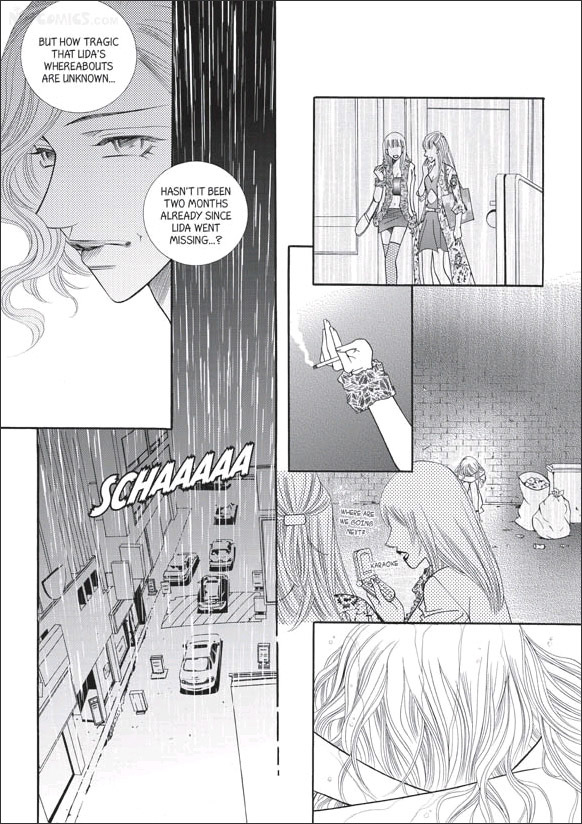 BUT HOW TRAGIC
THAT LIDA'S
WHEREABOUTS
ARE UNKNOWN...
HASN'T IT BEEN
TWO MONTHS
ALREADY SINCE
LIDA WENT
MISSING...?
SCHAAAAA
WHERE ARE
WE GOING
NEXT?
KARAOKE